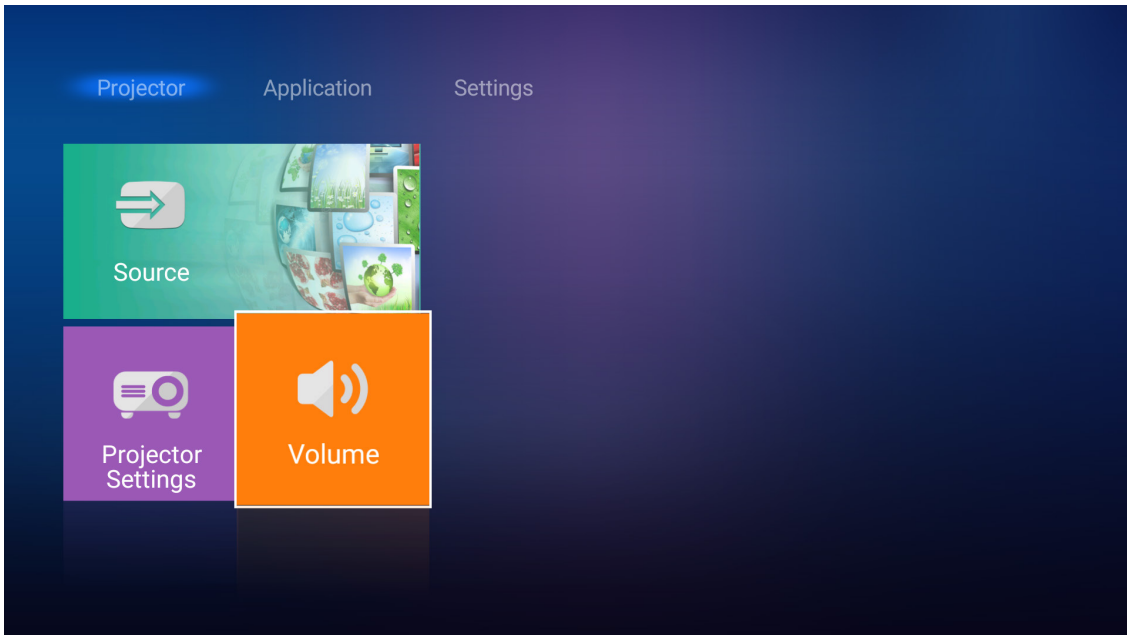 Projector Application Settings
Source
Projector
Settings
Volume